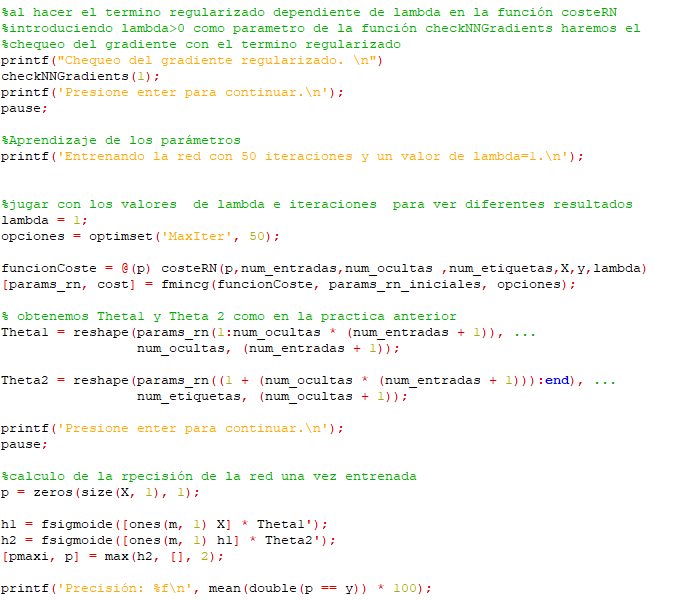 %al hacer el termino regularizado dependiente de lambda en la función costeRN
%introduciendo lambda>0 como parametro de la función checkNNGradients haremos el
%chequeo del gradiente con el termino regularizado
printf("Chequeo del gradiente regularizado. \n")
checkNNGradients(1);
printf('Presione enter para continuar.\n');
pause;
%Aprendizaje de los parámetros
printf('Entrenando la red con 50 iteraciones y un valor de lambda=1.\n');
%jugar con los valores  de lambda e iteraciones  para ver diferentes resultados
lambda = 1;
opciones = optimset('MaxIter', 50);
funcionCoste = @(p) costeRN(p,num_entradas,num_ocultas ,num_etiquetas,X,y,lambda)
[params_rn, cost] = fmincg(funcionCoste, params_rn_iniciales, opciones);
% obtenemos Theta1 y Theta 2 como en la practica anterior
Theta1 = reshape(params_rn(1:num_ocultas * (num_entradas + 1)), ...
                 num_ocultas, (num_entradas + 1));
Theta2 = reshape(params_rn((1 + (num_ocultas * (num_entradas + 1))):end), ...
                 num_etiquetas, (num_ocultas + 1));
printf('Presione enter para continuar.\n');
pause;
%calculo de la rpecisión de la red una vez entrenada
p = zeros(size(X, 1), 1);
h1 = fsigmoide([ones(m, 1) X] * Theta1');
h2 = fsigmoide([ones(m, 1) h1] * Theta2');
[pmaxi, p] = max(h2, [], 2);
printf('Precisión: %f\n', mean(double(p == y)) * 100);